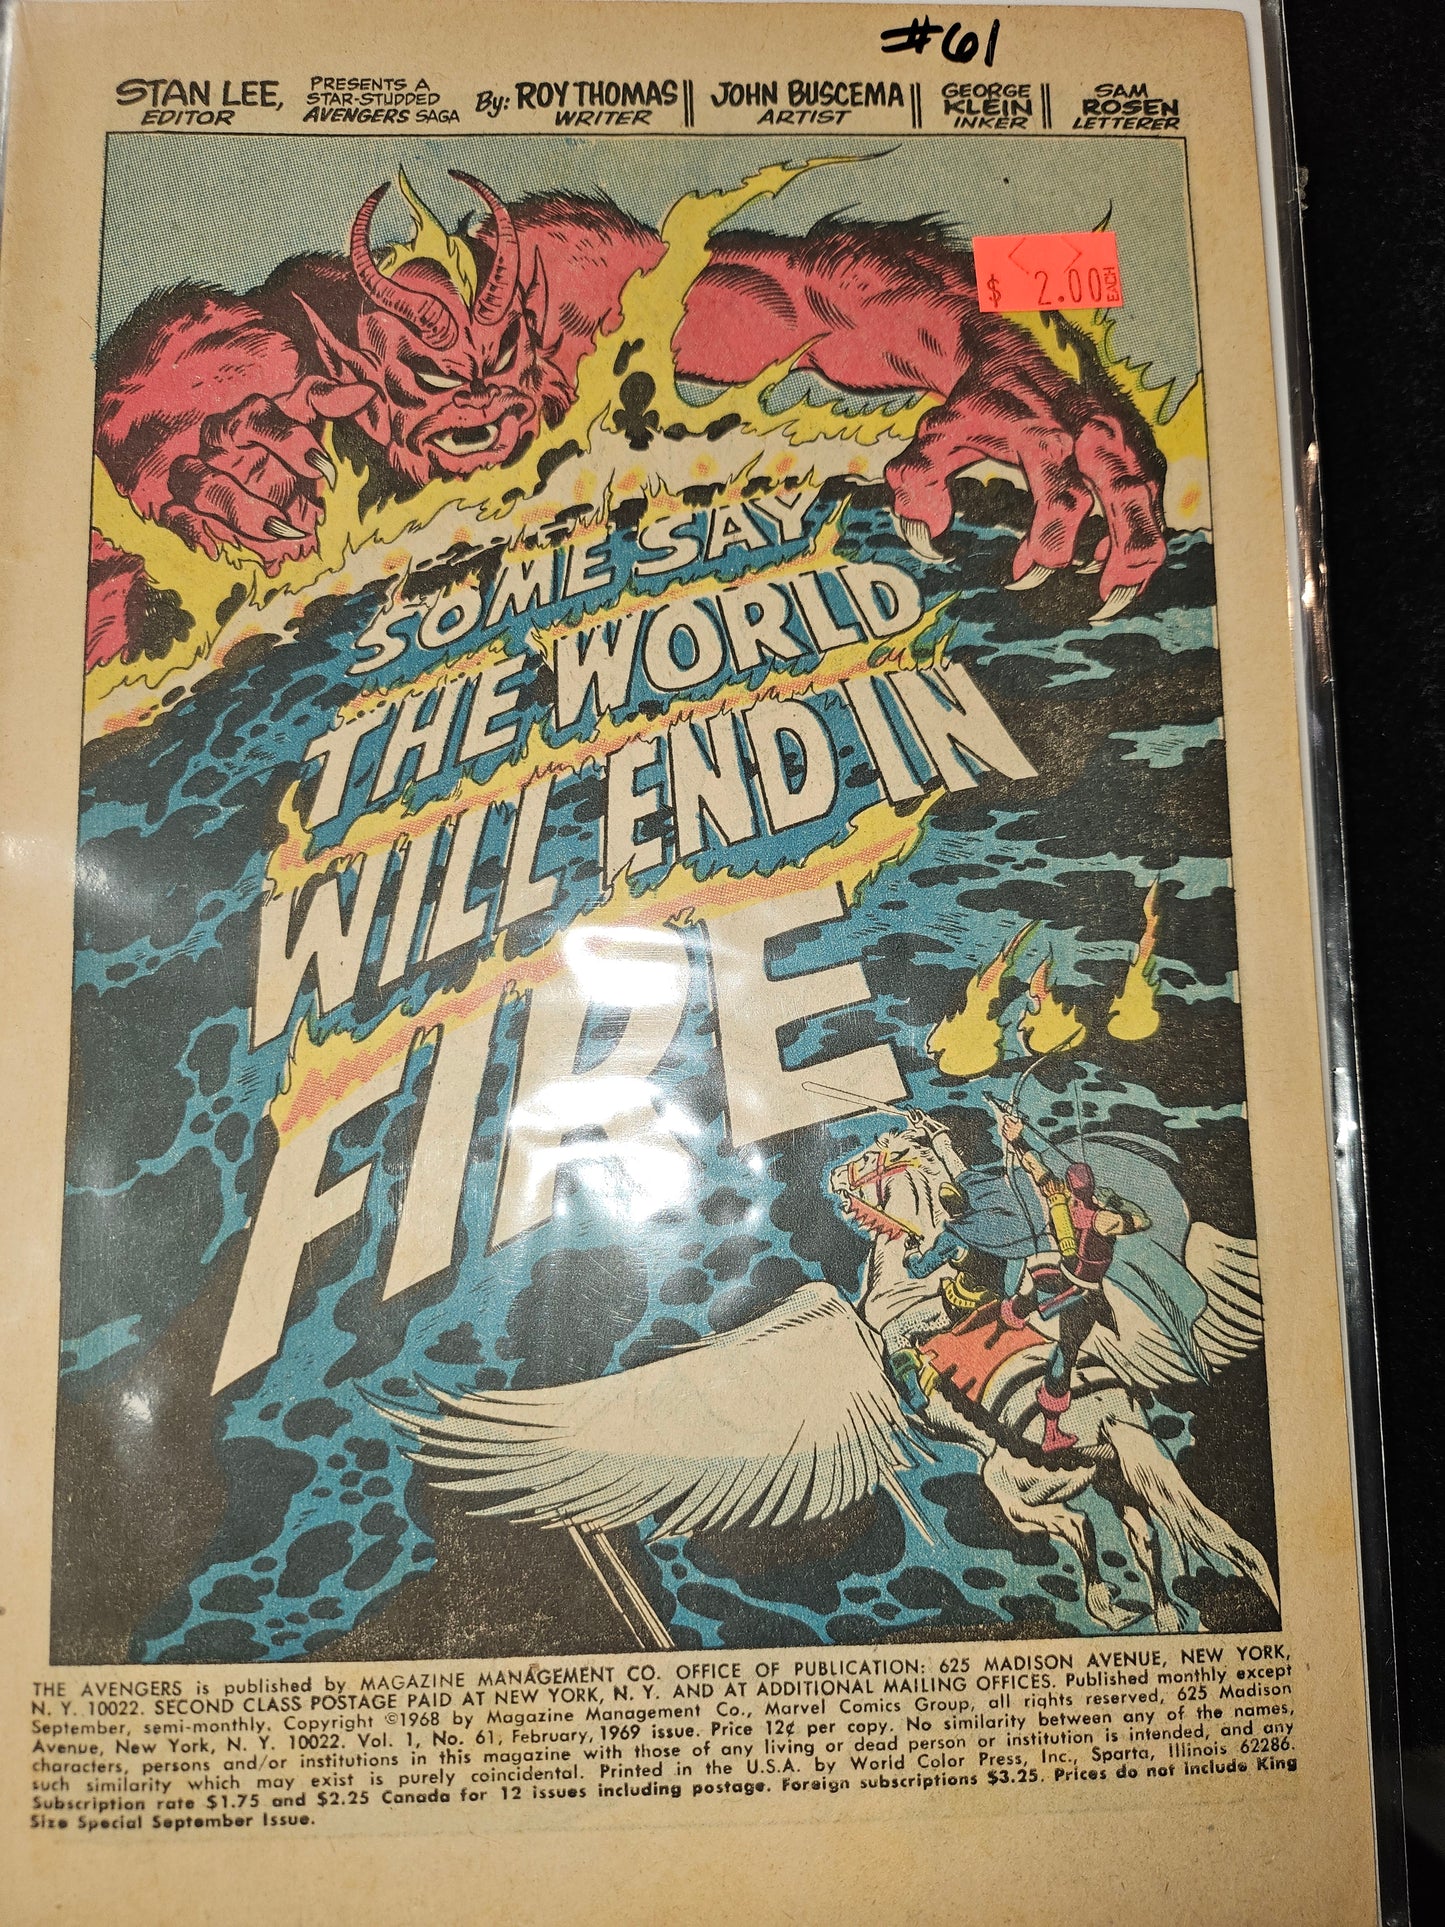 #61
STAN LEE,
EDITOR
PRESENTS A
STAR-STUDDED
AVENGERS SAGA
By: ROY THOMAS
WRITER
JOHN BUSCEMA
ARTIST
GEORGE
KLEIN
INKER
SAM
ROSEN
LETTERER
$ 2.00 EACH
SOME SAY
THE WORLD
WILL END IN
FIRE
THE AVENGERS is published by MAGAZINE MANAGEMENT CO. OFFICE OF PUBLICATION: 625 MADISON AVENUE, NEW YORK,
N. Y. 10022. SECOND CLASS POSTAGE PAID AT NEW YORK, N. Y. AND AT ADDITIONAL MAILING OFFICES. Published monthly except
September, semi-monthly. Copyright ©1968 by Magazine Management Co., Marvel Comics Group, all rights reserved, 625 Madison
Avenue, New York, N. Y. 10022. Vol. 1, No. 61, February, 1969 issue. Price 12¢ per copy. No similarity between any of the names,
characters, persons and/or institutions in this magazine with those of any living or dead person or institution is intended, and any
such similarity which may exist is purely coincidental. Printed in the U.S.A. by World Color Press, Inc., Sparta, Illinois 62286.
Subscription rate $1.75 and $2.25 Canada for 12 issues including postage. Foreign subscriptions $3.25. Prices do not include King
Size Special September Issue.